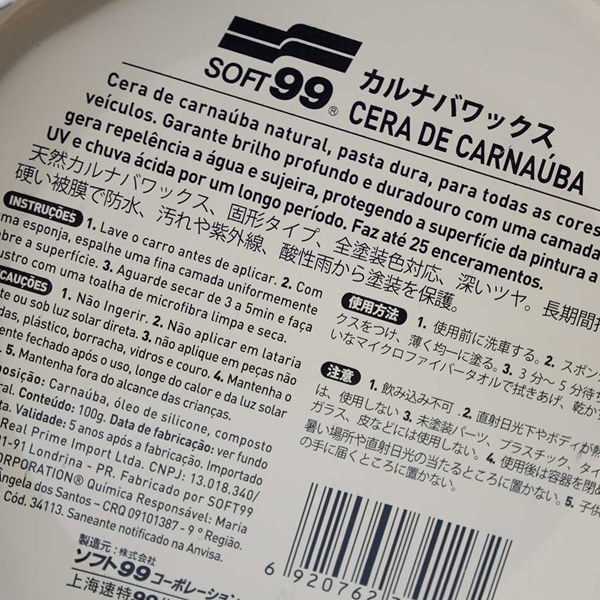 SOFT99® カルナバワックス
CERA DE CARNAÚBA
Cera de carnaúba natural, pasta dura, para todas as cores
veículos. Garante brilho profundo e duradouro com uma camada
gera repelência a água e sujeira, protegendo a superfície da pintura a
UV e chuva ácida por um longo período. Faz até 25 enceramentos.
天然カルナバワックス、固形タイプ、全塗装色対応、深いツヤ。長期間
硬い被膜で防水、汚れや紫外線、酸性雨から塗装を保護。
INSTRUÇÕES 1. Lave o carro antes de aplicar. 2. Com
uma esponja, espalhe uma fina camada uniformemente
a superfície. 3. Aguarde secar de 3 a 5min e faça
lustro com uma toalha de microfibra limpa e seca.
1. Não Ingerir. 2. Não aplicar em lataria
ou sob luz solar direta. 3. não aplique em peças não
plástico, borracha, vidros e couro. 4. Mantenha o
fechado após o uso, longe do calor e da luz solar
5. Mantenha fora do alcance das crianças.
Carnaúba, óleo de silicone, composto
Conteúdo: 100g. Data de fabricação: ver fundo
Validade: 5 anos após a fabricação. Importado
Real Prime Import Ltda. CNPJ: 13.018.340/
-91 Londrina - PR. Fabricado por SOFT99
CORPORATION® Química Responsável: Maria
Ângela dos Santos - CRQ 09101387 - 9ª Região.
Cód. 34113. Saneante notificado na Anvisa.
使用方法 1. 使用前に洗車する。2. スポン
クスをつけ、薄く均一に塗る。3. 3分〜5分待ち
いなマイクロファイバータオルで拭きあげ、乾か
注意 1. 飲み込み不可. 2. 直射日光下やボディが熱
は、使用しない 3. 未塗装パーツ、プラスチック、タイ
ガラス、皮などには使用しない。4. 使用後は容器を閉め
暑い場所や直射日光の当たるところに置かない。5. 子供
の手に届くところに置かない。
製造元：株式会社
ソフト99コーポレーション
上海速特99
6 920762